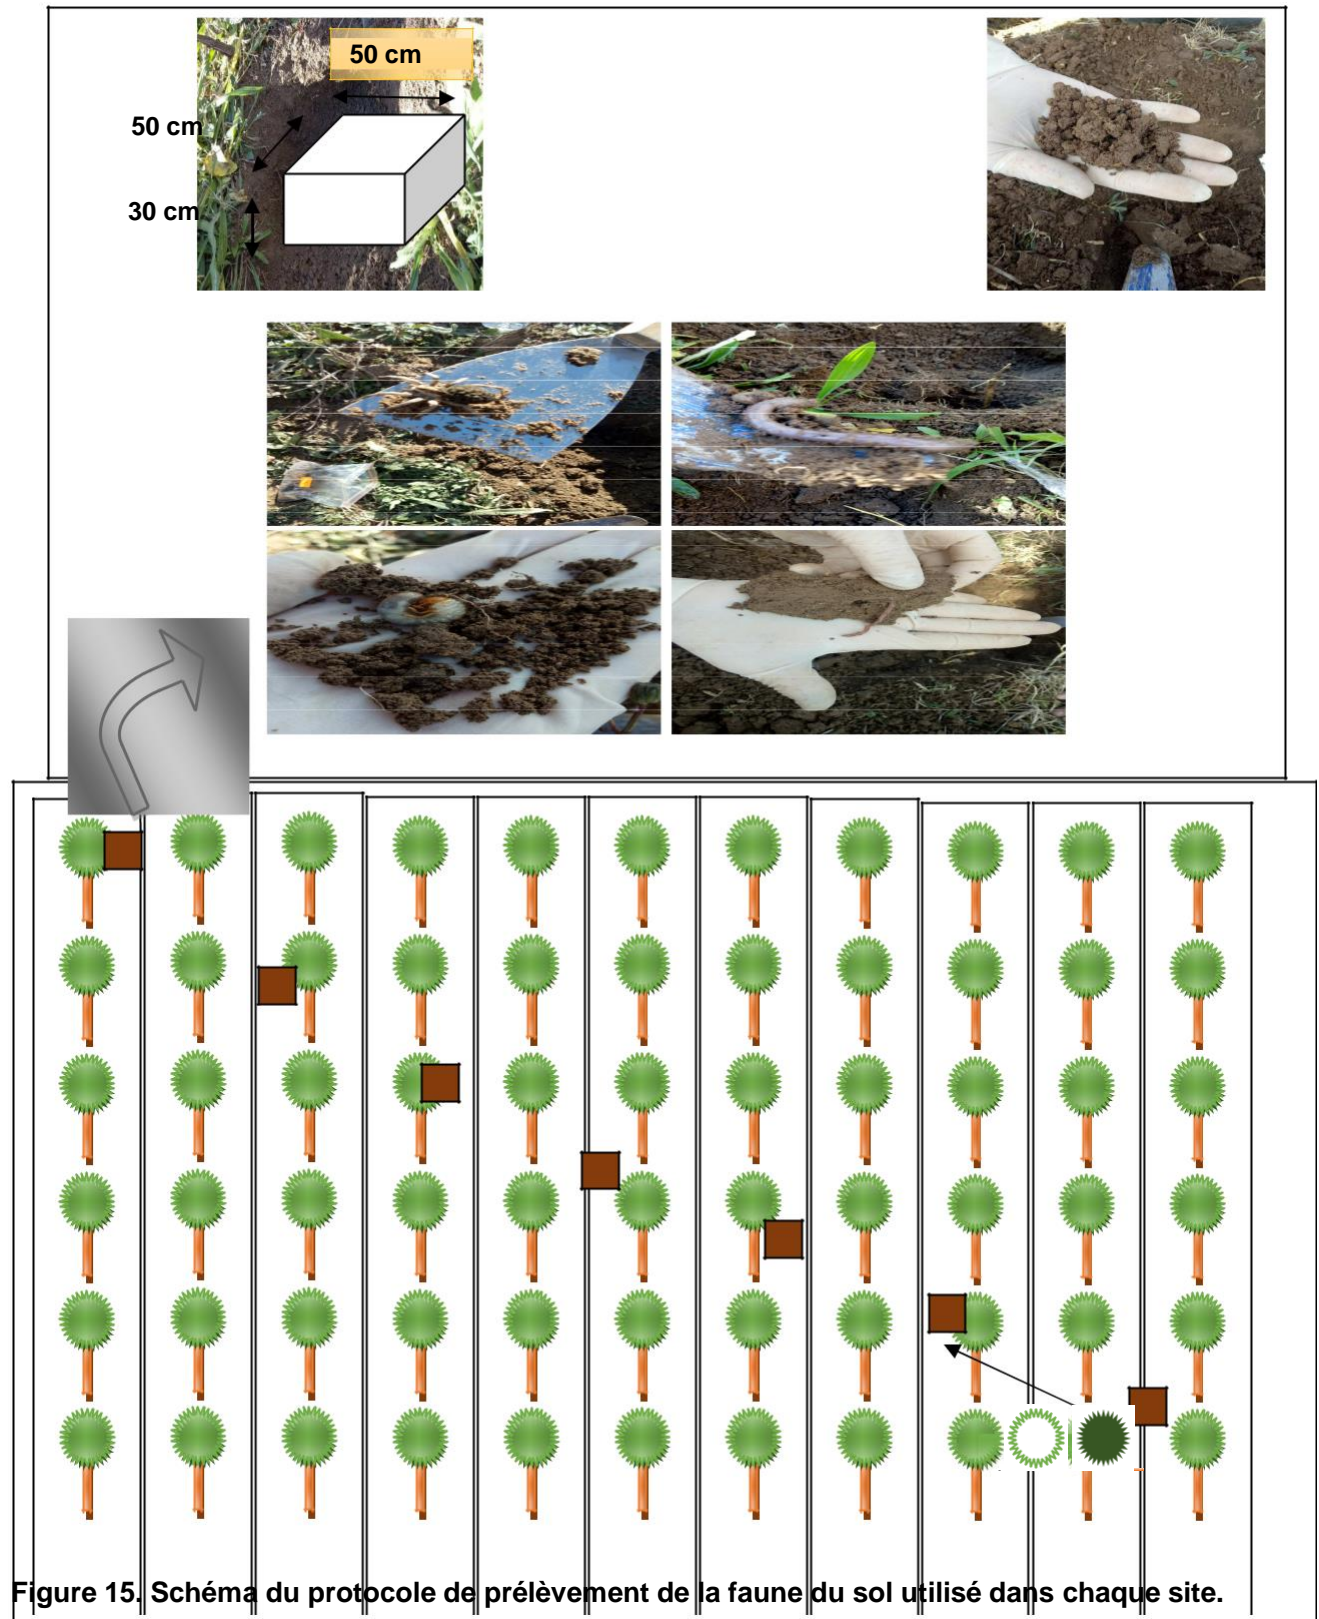 50 cm
50 cm
30 cm
Figure 15. Schéma du protocole de prélèvement de la faune du sol utilisé dans chaque site.